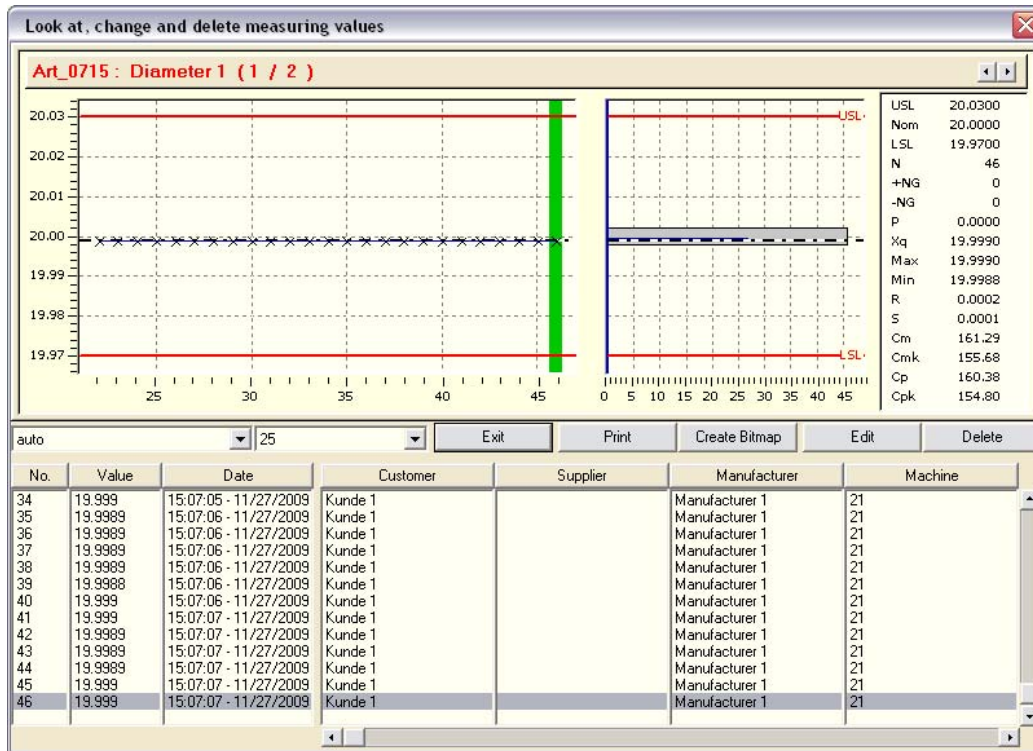 Look at, change and delete measuring values
Art_0715 : Diameter 1 ( 1 / 2 )
20.03
20.02
20.01
20.00
19.99
19.98
19.97
25 30 35 40 45
USL
LSL
0 5 10 15 20 25 30 35 40 45
USL 20.0300
Nom 20.0000
LSL 19.9700
N 46
+NG 0
-NG 0
P 0.0000
Xq 19.9990
Max 19.9990
Min 19.9988
R 0.0002
S 0.0001
Cm 161.29
Cmk 155.68
Cp 160.38
Cpk 154.80
auto 25 Exit Print Create Bitmap Edit Delete
No. Value Date Customer Supplier Manufacturer Machine
34 19.999 15:07:05 - 11/27/2009 Kunde 1 Manufacturer 1 21
35 19.9989 15:07:06 - 11/27/2009 Kunde 1 Manufacturer 1 21
36 19.9989 15:07:06 - 11/27/2009 Kunde 1 Manufacturer 1 21
37 19.9989 15:07:06 - 11/27/2009 Kunde 1 Manufacturer 1 21
38 19.9989 15:07:06 - 11/27/2009 Kunde 1 Manufacturer 1 21
39 19.9988 15:07:06 - 11/27/2009 Kunde 1 Manufacturer 1 21
40 19.999 15:07:06 - 11/27/2009 Kunde 1 Manufacturer 1 21
41 19.999 15:07:07 - 11/27/2009 Kunde 1 Manufacturer 1 21
42 19.9989 15:07:07 - 11/27/2009 Kunde 1 Manufacturer 1 21
43 19.9989 15:07:07 - 11/27/2009 Kunde 1 Manufacturer 1 21
44 19.9989 15:07:07 - 11/27/2009 Kunde 1 Manufacturer 1 21
45 19.999 15:07:07 - 11/27/2009 Kunde 1 Manufacturer 1 21
46 19.999 15:07:07 - 11/27/2009 Kunde 1 Manufacturer 1 21